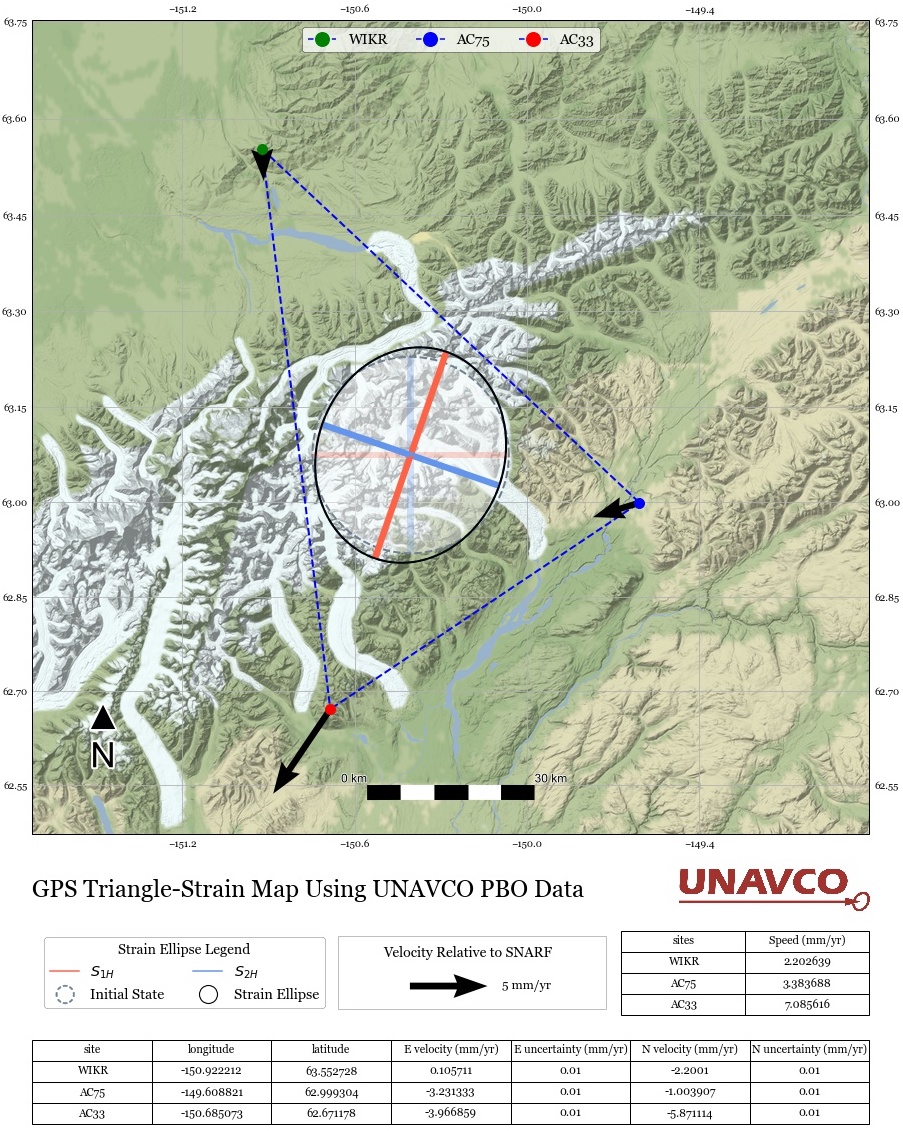 −151.2 −150.6 −150.0 −149.4
63.75 63.75
WIKR AC75 AC33
63.60 63.60
63.45 63.45
63.30 63.30
63.15 63.15
63.00 63.00
62.85 62.85
62.70 62.70
N
0 km 30 km
62.55 62.55
−151.2 −150.6 −150.0 −149.4
GPS Triangle-Strain Map Using UNAVCO PBO Data
UNAVCO
Strain Ellipse Legend
S1H S2H
Initial State Strain Ellipse
Velocity Relative to SNARF
5 mm/yr
sites Speed (mm/yr)
WIKR 2.202639
AC75 3.383688
AC33 7.085616
site longitude latitude E velocity (mm/yr) E uncertainty (mm/yr) N velocity (mm/yr) N uncertainty (mm/yr)
WIKR -150.922212 63.552728 0.105711 0.01 -2.2001 0.01
AC75 -149.608821 62.999304 -3.231333 0.01 -1.003907 0.01
AC33 -150.685073 62.671178 -3.966859 0.01 -5.871114 0.01